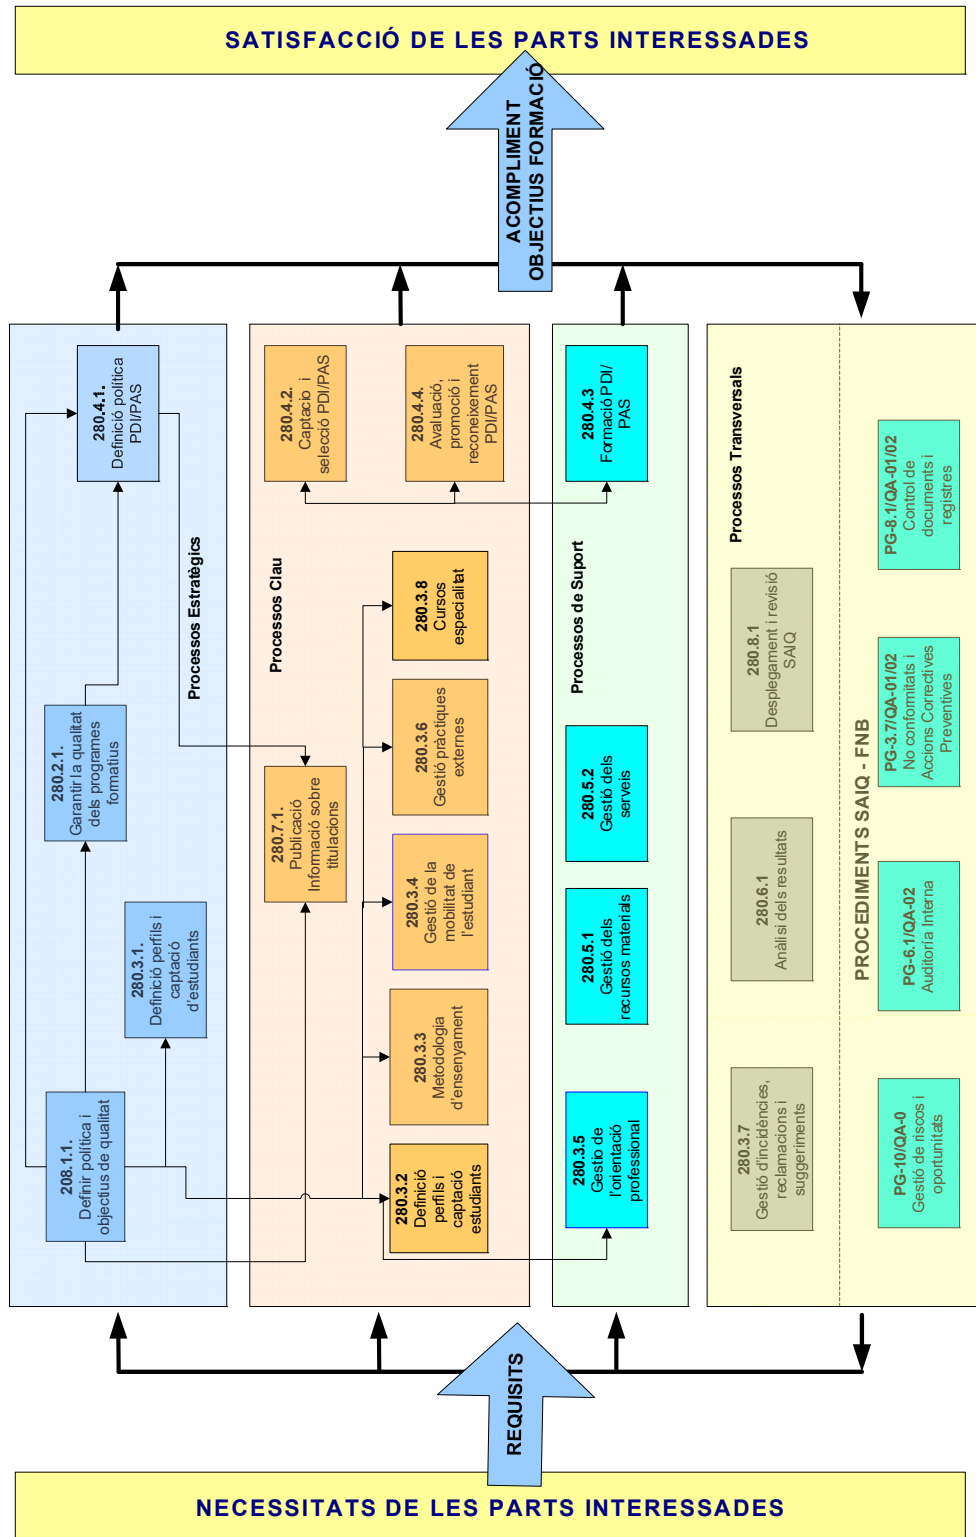 SATISFACCIÓ DE LES PARTS INTERESSADES
ACOMPLIMENT
OBJECTIUS FORMACIÓ
Processos Estratègics
208.1.1.
Definir política i
objectius de qualitat
280.3.1.
Definició perfils i
captació
d'estudiants
280.2.1.
Garantir la qualitat
dels programes
formatius
280.4.1.
Definició política
PDI/PAS
Processos Clau
280.7.1.
Publicació
Informació sobre
titulacions
280.4.2.
Captacio i
selecció PDI/PAS
280.3.2
Definició
perfils i
captació
estudiants
280.3.3
Metodologia
d'ensenyament
280.3.4
Gestió de la
mobilitat de
l'estudiant
280.3.6
Gestió pràctiques
externes
280.3.8
Cursos
especialitat
280.4.4.
Avaluació,
promoció i
reconeixement
PDI/PAS
Processos de Suport
280.3.5
Gestio de
l'orientació
professional
280.5.1
Gestió dels
recursos materials
280.5.2
Gestió dels
serveis
280.4.3
Formació PDI/
PAS
Processos Transversals
280.3.7
Gestió d'incidències,
reclamacions i
suggeriments
280.6.1
Anàlisi dels resultats
280.8.1
Desplegament i revisió
SAIQ
PROCEDIMENTS SAIQ - FNB
PG-10/QA-0
Gestió de riscos i
oportunitats
PG-6.1/QA-02
Auditoría Interna
PG-3.7/QA-01/02
No conformitats i
Accions Correctives
Preventives
PG-8.1/QA-01/02
Control de
documents i
registres
REQUISITS
NECESSITATS DE LES PARTS INTERESSADES